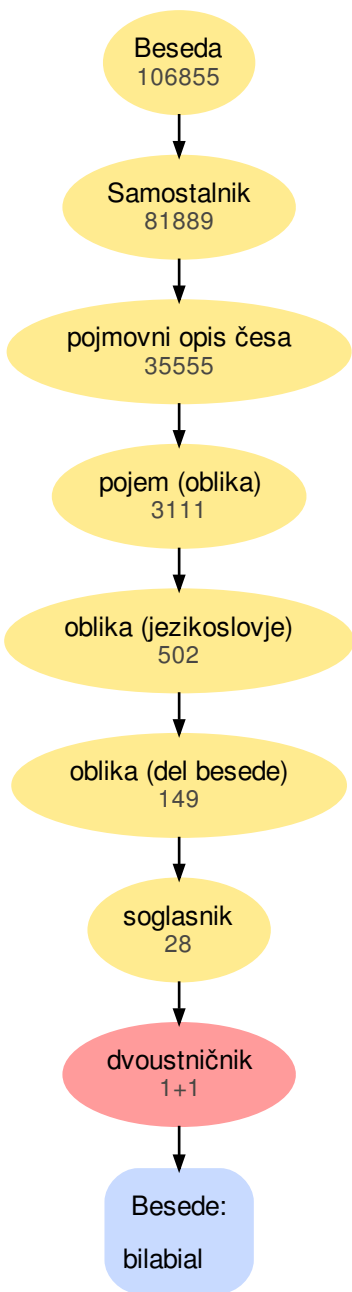 Beseda
106855
Samostalnik
81889
pojmovni opis česa
35555
pojem (oblika)
3111
oblika (jezikoslovje)
502
oblika (del besede)
149
soglasnik
28
dvoustničnik
1+1
Besede:
bilabial